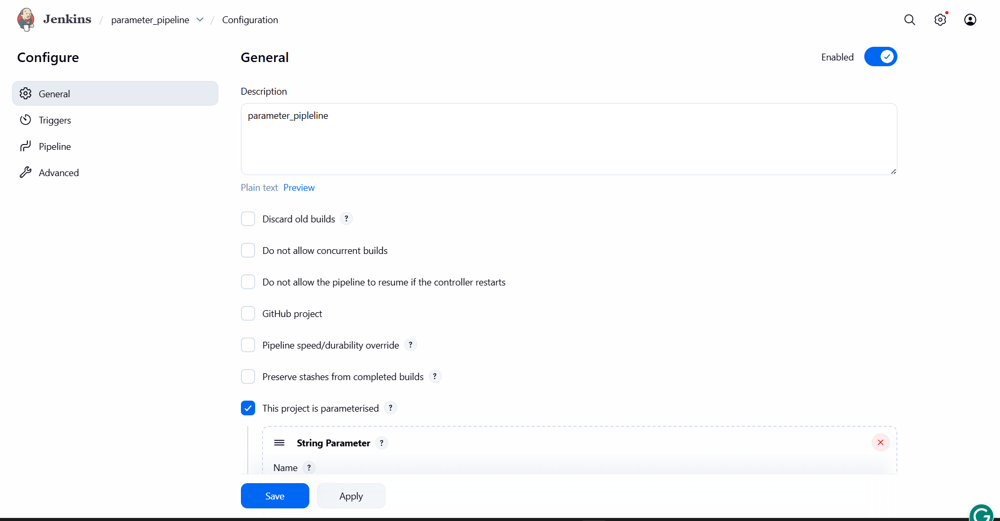 Jenkins / parameter_pipeline / Configuration
Configure
General
Triggers
Pipeline
Advanced
General
Enabled
Description
parameter_pipleline
Plain text Preview
Discard old builds ?
Do not allow concurrent builds
Do not allow the pipeline to resume if the controller restarts
GitHub project
Pipeline speed/durability override ?
Preserve stashes from completed builds ?
This project is parameterised ?
String Parameter ?
Name ?
Save Apply